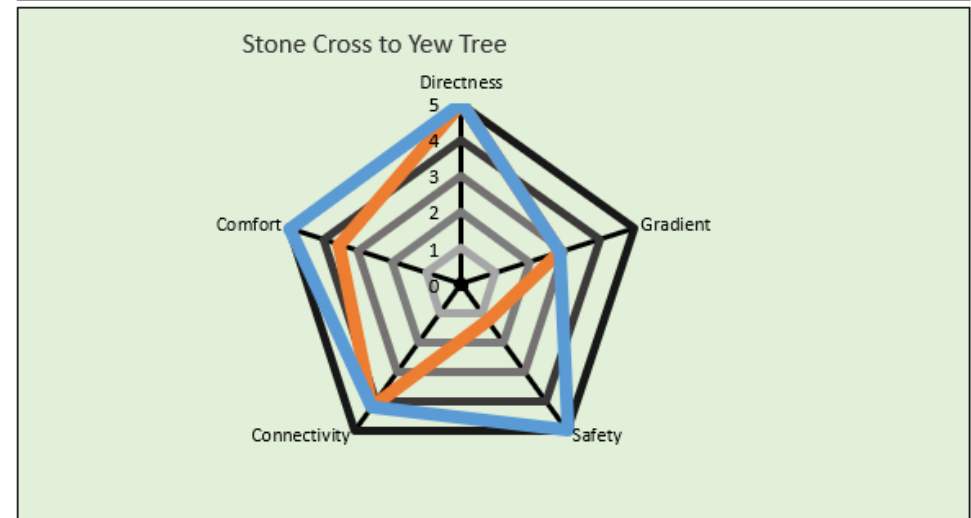 Stone Cross to Yew Tree
Directness
5
4
3
2
1
0
Comfort
Gradient
Connectivity
Safety